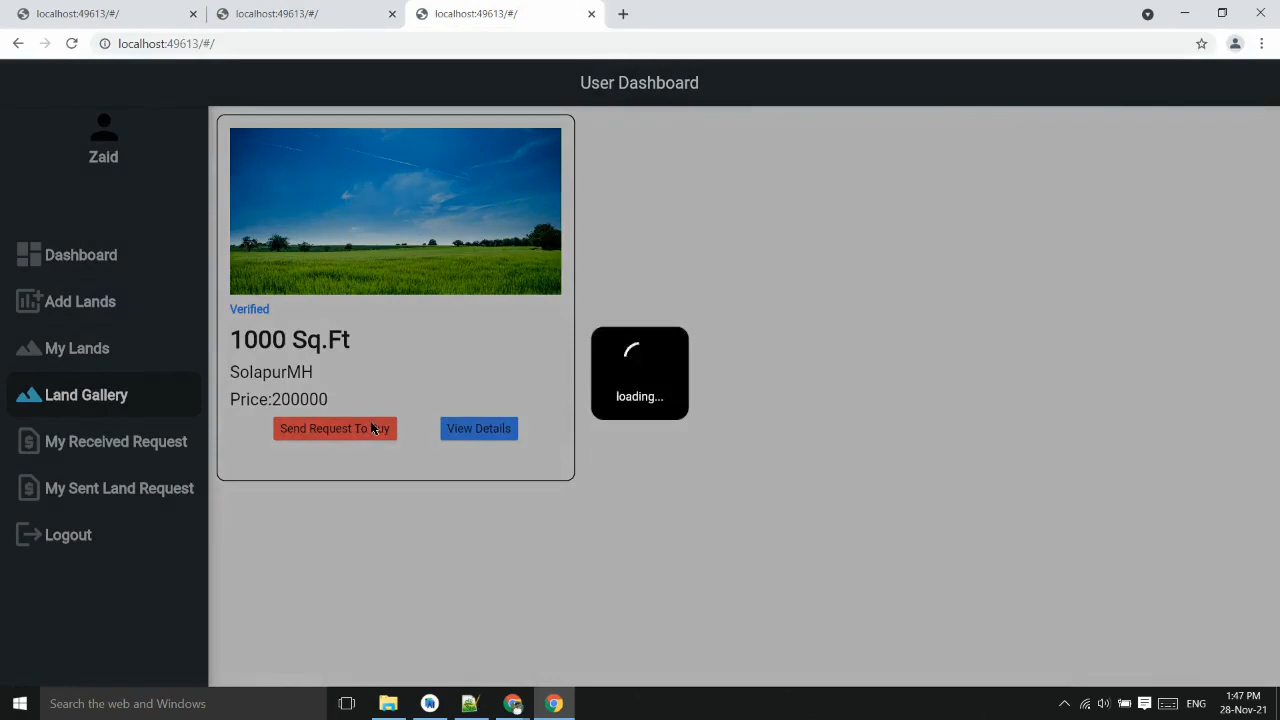 localhost:49613/#/
localhost:49613/#/
localhost:49613/#/
localhost:49613/#/
User Dashboard
Zaid
Dashboard
Add Lands
My Lands
Land Gallery
My Received Request
My Sent Land Request
Logout
Verified
1000 Sq.Ft
SolapurMH
Price:200000
Send Request To Buy
View Details
loading...
Search the web and Windows
ENG
1:47 PM
28-Nov-21